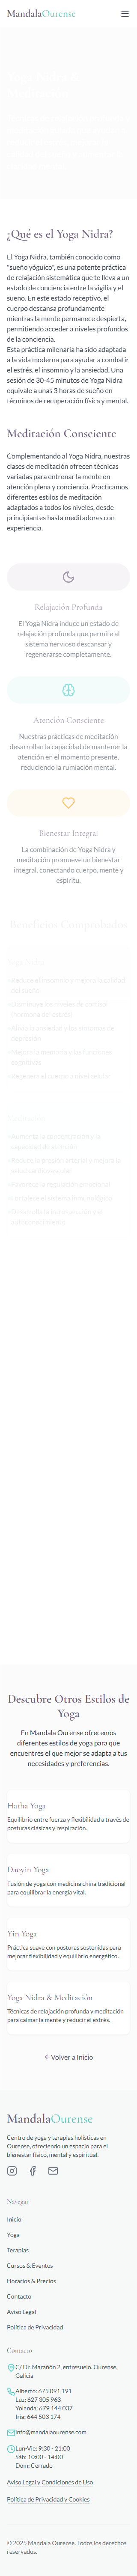 MandalaOurense
¿Qué es el Yoga Nidra?
El Yoga Nidra, también conocido como
"sueño yóguico", es una potente práctica
de relajación sistemática que te lleva a un
estado de conciencia entre la vigilia y el
sueño. En este estado receptivo, el
cuerpo descansa profundamente
mientras la mente permanece despierta,
permitiendo acceder a niveles profundos
de la conciencia.
Esta práctica milenaria ha sido adaptada
a la vida moderna para ayudar a combatir
el estrés, el insomnio y la ansiedad. Una
sesión de 30-45 minutos de Yoga Nidra
equivale a unas 3 horas de sueño en
términos de recuperación física y mental.
Meditación Consciente
Complementando al Yoga Nidra, nuestras
clases de meditación ofrecen técnicas
variadas para entrenar la mente en
atención plena y conciencia. Practicamos
diferentes estilos de meditación
adaptados a todos los niveles, desde
principiantes hasta meditadores con
experiencia.
Relajación Profunda
El Yoga Nidra induce un estado de
relajación profunda que permite al
sistema nervioso descansar y
regenerarse completamente.
Atención Consciente
Nuestras prácticas de meditación
desarrollan la capacidad de mantener la
atención en el momento presente,
reduciendo la rumiación mental.
Bienestar Integral
La combinación de Yoga Nidra y
meditación promueve un bienestar
integral, conectando cuerpo, mente y
espíritu.
Beneficios Comprobados
Descubre Otros Estilos de
Yoga
En Mandala Ourense ofrecemos
diferentes estilos de yoga para que
encuentres el que mejor se adapta a tus
necesidades y preferencias.
Hatha Yoga
Equilibrio entre fuerza y flexibilidad a través de
posturas clásicas y respiración.
Daoyin Yoga
Fusión de yoga con medicina china tradicional
para equilibrar la energía vital.
Yin Yoga
Práctica suave con posturas sostenidas para
mejorar flexibilidad y equilibrio energético.
Yoga Nidra & Meditación
Técnicas de relajación profunda y meditación
para calmar la mente y reducir el estrés.
← Volver a Inicio
MandalaOurense
Centro de yoga y terapias holísticas en
Ourense, ofreciendo un espacio para el
bienestar físico, mental y espiritual.
Navegar
Inicio
Yoga
Terapias
Cursos & Eventos
Horarios & Precios
Contacto
Aviso Legal
Política de Privacidad
Contacto
C/ Dr. Marañón 2, entresuelo. Ourense,
Galicia
Alberto: 675 091 191
Luz: 627 305 963
Yolanda: 679 144 037
Iria: 644 503 174
info@mandalaourense.com
Lun-Vie: 9:30 - 21:00
Sáb: 10:00 - 14:00
Dom: Cerrado
Aviso Legal y Condiciones de Uso
Política de Privacidad y Cookies
© 2025 Mandala Ourense. Todos los derechos
reservados.